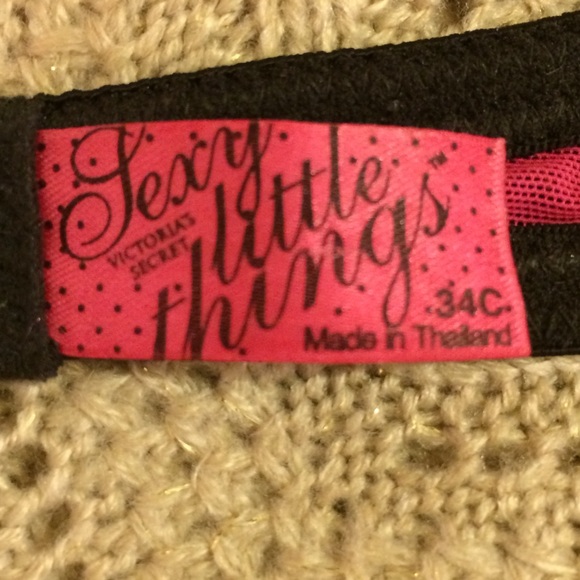 Sexy
little
VICTORIA'S
SECRET
things™
34C
Made in Thailand